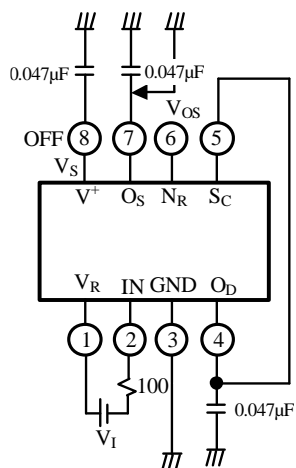 0.047μF
0.047μF
V_OS
OFF 8 7 6 5
V_S
V⁺ O_S N_R S_C
V_R IN GND O_D
1 2 3 4
100
V_I
0.047μF